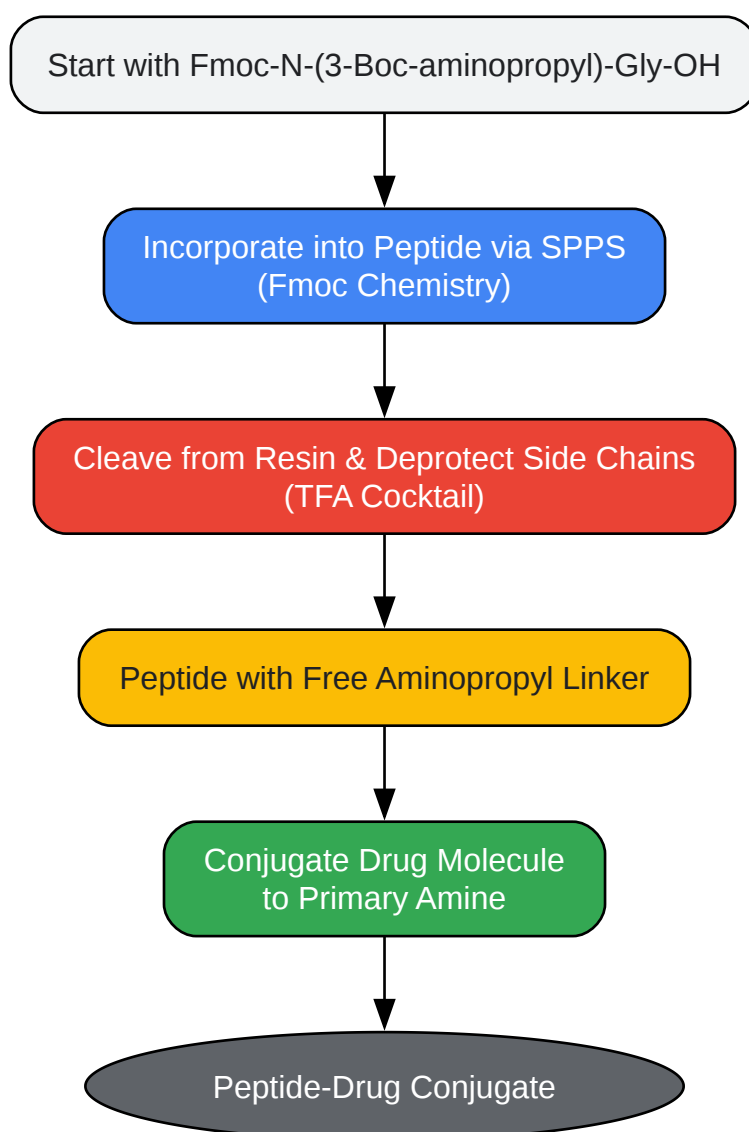 Start with Fmoc-N-(3-Boc-aminopropyl)-Gly-OH
Incorporate into Peptide via SPPS
(Fmoc Chemistry)
Cleave from Resin & Deprotect Side Chains
(TFA Cocktail)
Peptide with Free Aminopropyl Linker
Conjugate Drug Molecule
to Primary Amine
Peptide-Drug Conjugate